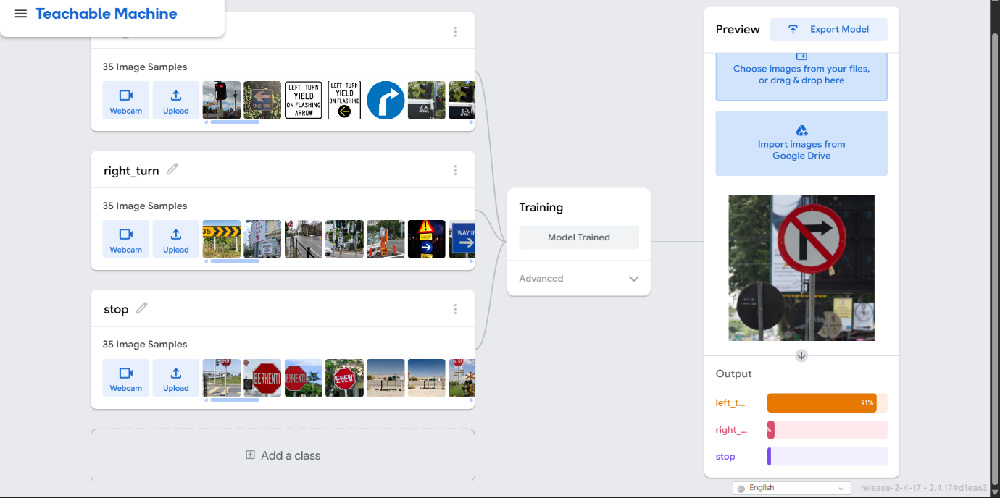 Teachable Machine
35 Image Samples
Webcam
Upload
ONE WAY
LEFT TURN
YIELD
ON FLASHING
ARROW
LEFT TURN
YIELD
ON FLASHING
right_turn
35 Image Samples
Webcam
Upload
35
WAY IN
stop
35 Image Samples
Webcam
Upload
BERHENTI
BERHENTI
BERHENTI
STOP
Add a class
Training
Model Trained
Advanced
Preview
Export Model
Choose images from your files,
or drag & drop here
Import images from
Google Drive
Output
left_t...
91%
right_...
%
stop
English
release-2-4-17 - 2.4.17#d1ea63